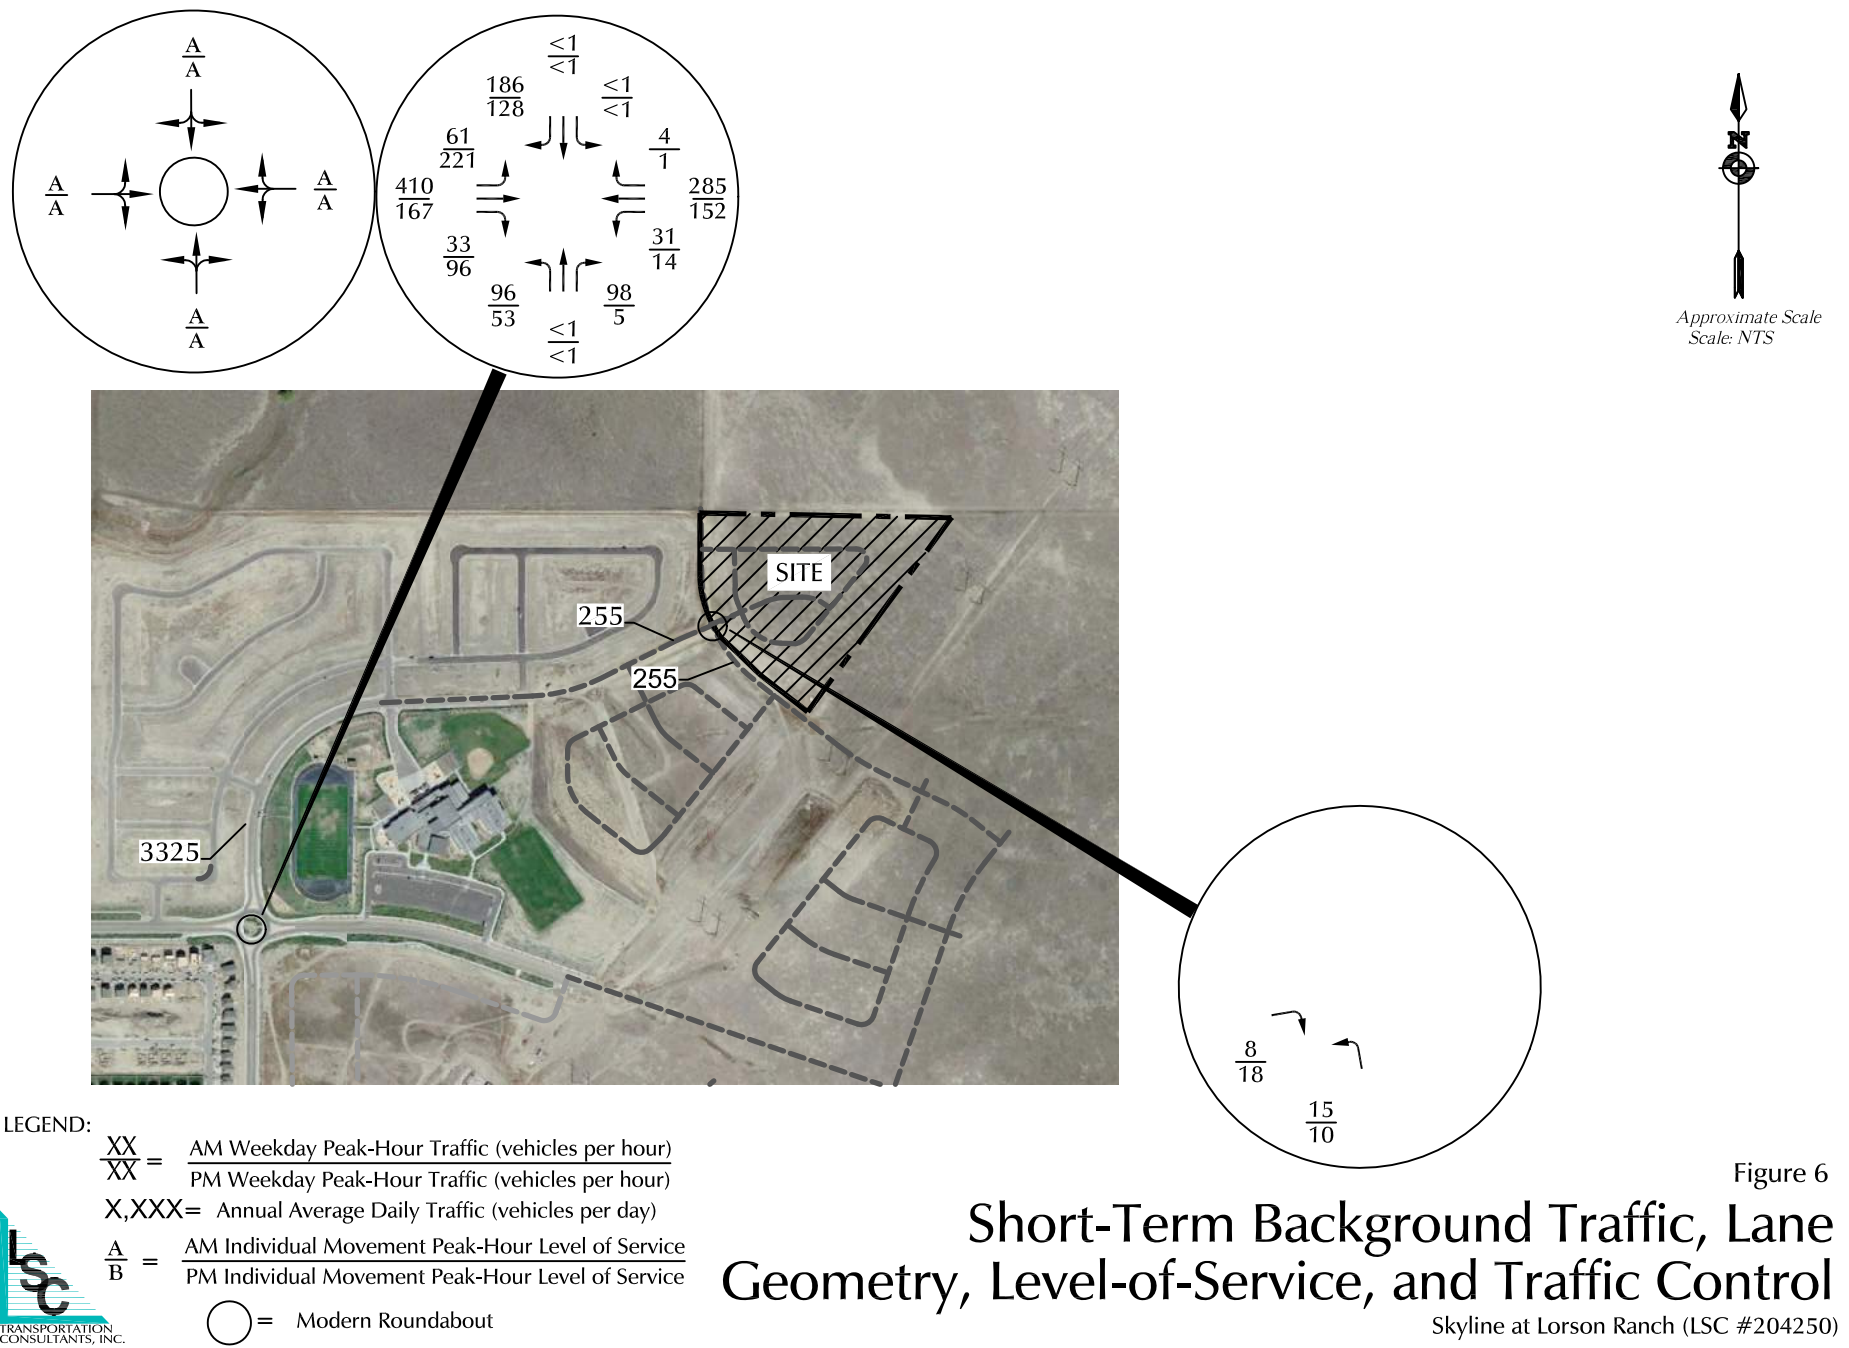 A
A
A
A
A
A
A
A
<1
<1
186
128
<1
<1
61
221
4
1
410
167
285
152
33
96
31
14
96
53
98
5
<1
<1
N
Approximate Scale
Scale: NTS
SITE
255
255
3325
8
18
15
10
LEGEND:
XX
XX
=
AM Weekday Peak-Hour Traffic (vehicles per hour)
PM Weekday Peak-Hour Traffic (vehicles per hour)
X,XXX= Annual Average Daily Traffic (vehicles per day)
A
B
=
AM Individual Movement Peak-Hour Level of Service
PM Individual Movement Peak-Hour Level of Service
= Modern Roundabout
LSC
TRANSPORTATION
CONSULTANTS, INC.
Figure 6
Short-Term Background Traffic, Lane
Geometry, Level-of-Service, and Traffic Control
Skyline at Lorson Ranch (LSC #204250)